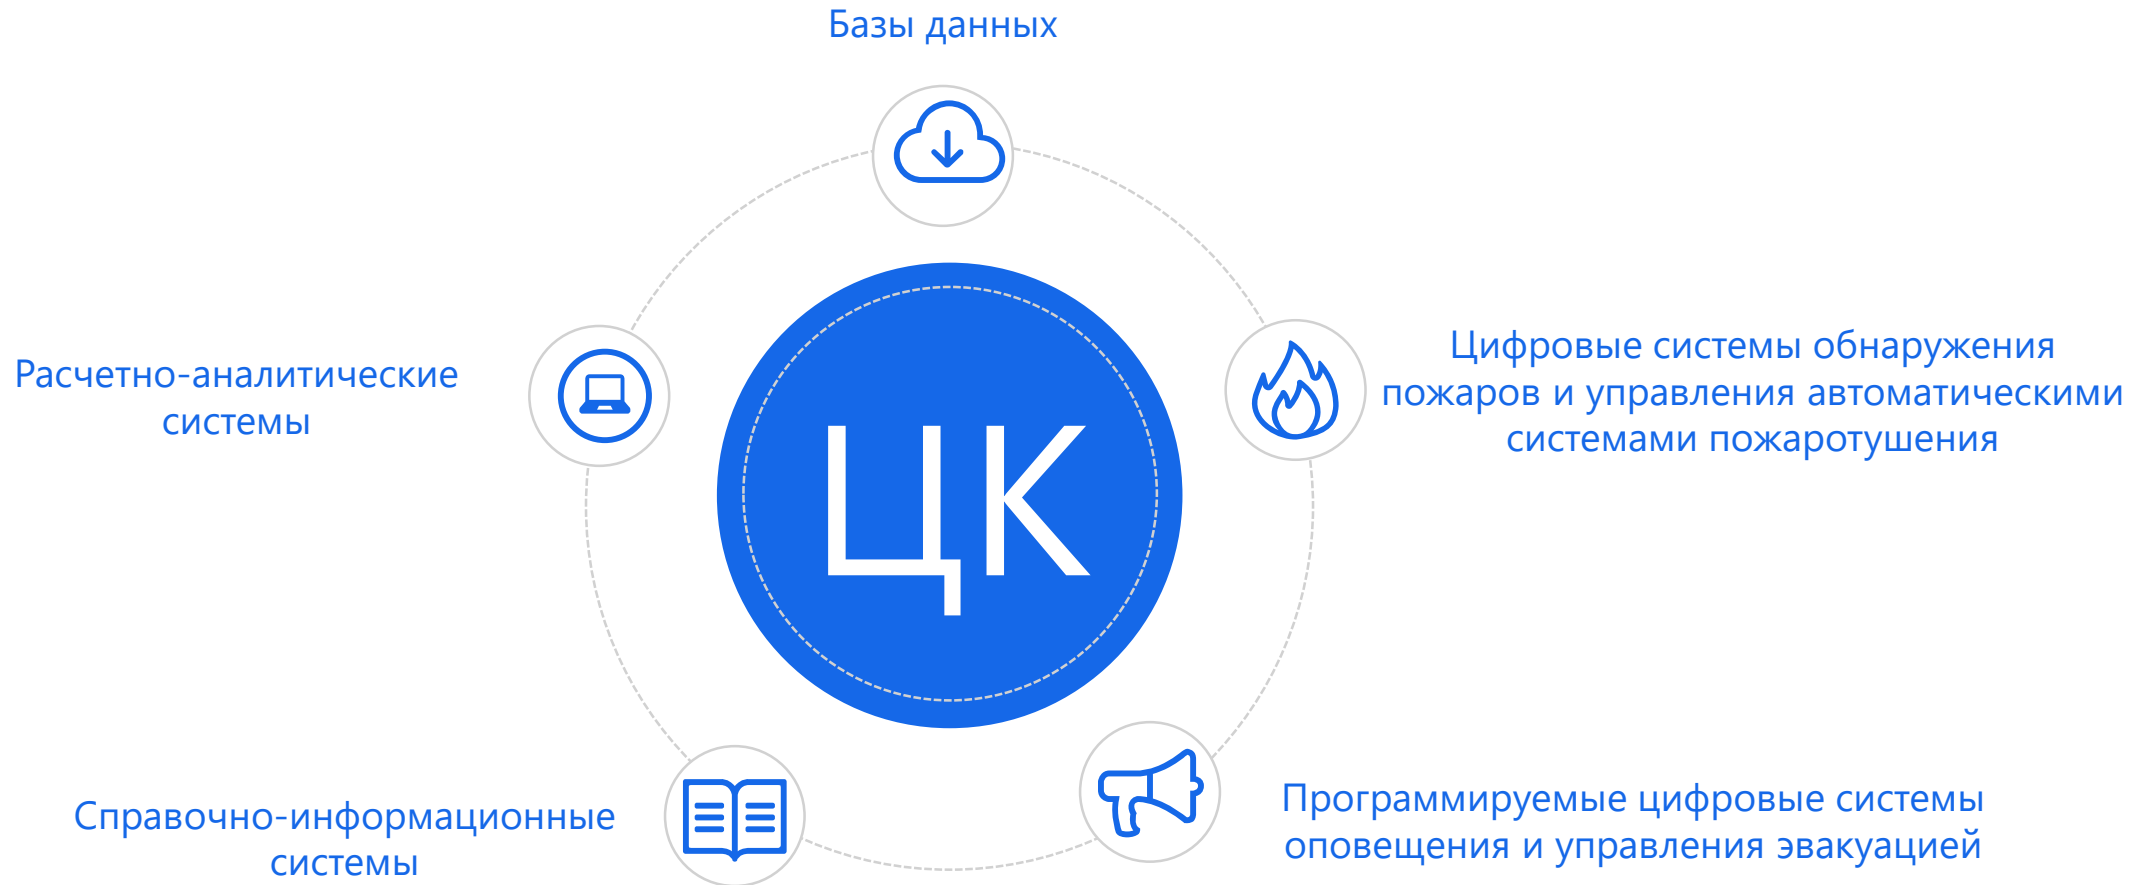 Базы данных
Цифровые системы обнаружения
пожаров и управления автоматическими
системами пожаротушения
Расчетно-аналитические
системы
ЦК
Программируемые цифровые системы
оповещения и управления эвакуацией
Справочно-информационные
системы